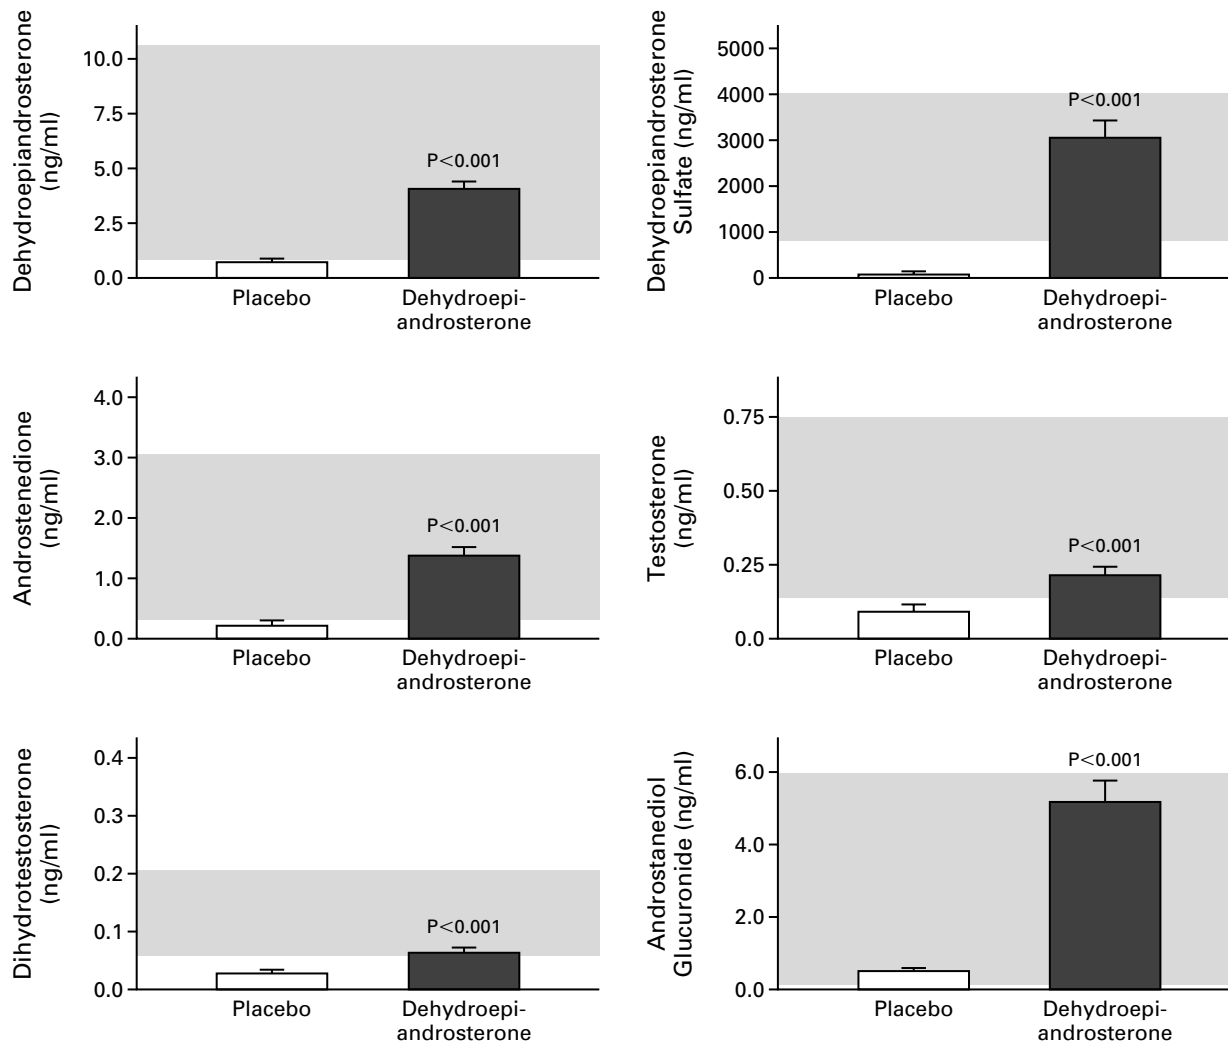 Dehydroepiandrosterone
(ng/ml)
10.0
7.5
5.0
2.5
0.0
P<0.001
Placebo
Dehydroepi-
androsterone
Dehydroepiandrosterone
Sulfate (ng/ml)
5000
4000
3000
2000
1000
0
P<0.001
Placebo
Dehydroepi-
androsterone
Androstenedione
(ng/ml)
4.0
3.0
2.0
1.0
0.0
P<0.001
Placebo
Dehydroepi-
androsterone
Testosterone
(ng/ml)
0.75
0.50
0.25
0.0
P<0.001
Placebo
Dehydroepi-
androsterone
Dihydrotestosterone
(ng/ml)
0.4
0.3
0.2
0.1
0.0
P<0.001
Placebo
Dehydroepi-
androsterone
Androstanediol
Glucuronide (ng/ml)
6.0
4.0
2.0
0.0
P<0.001
Placebo
Dehydroepi-
androsterone